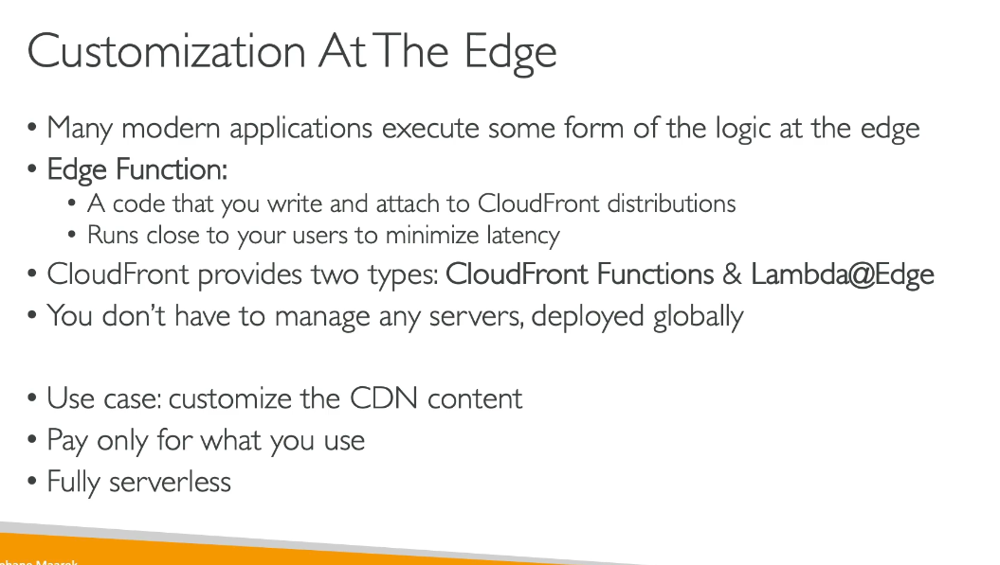 Customization At The Edge
• Many modern applications execute some form of the logic at the edge
• Edge Function:
• A code that you write and attach to CloudFront distributions
• Runs close to your users to minimize latency
• CloudFront provides two types: CloudFront Functions & Lambda@Edge
• You don't have to manage any servers, deployed globally
• Use case: customize the CDN content
• Pay only for what you use
• Fully serverless